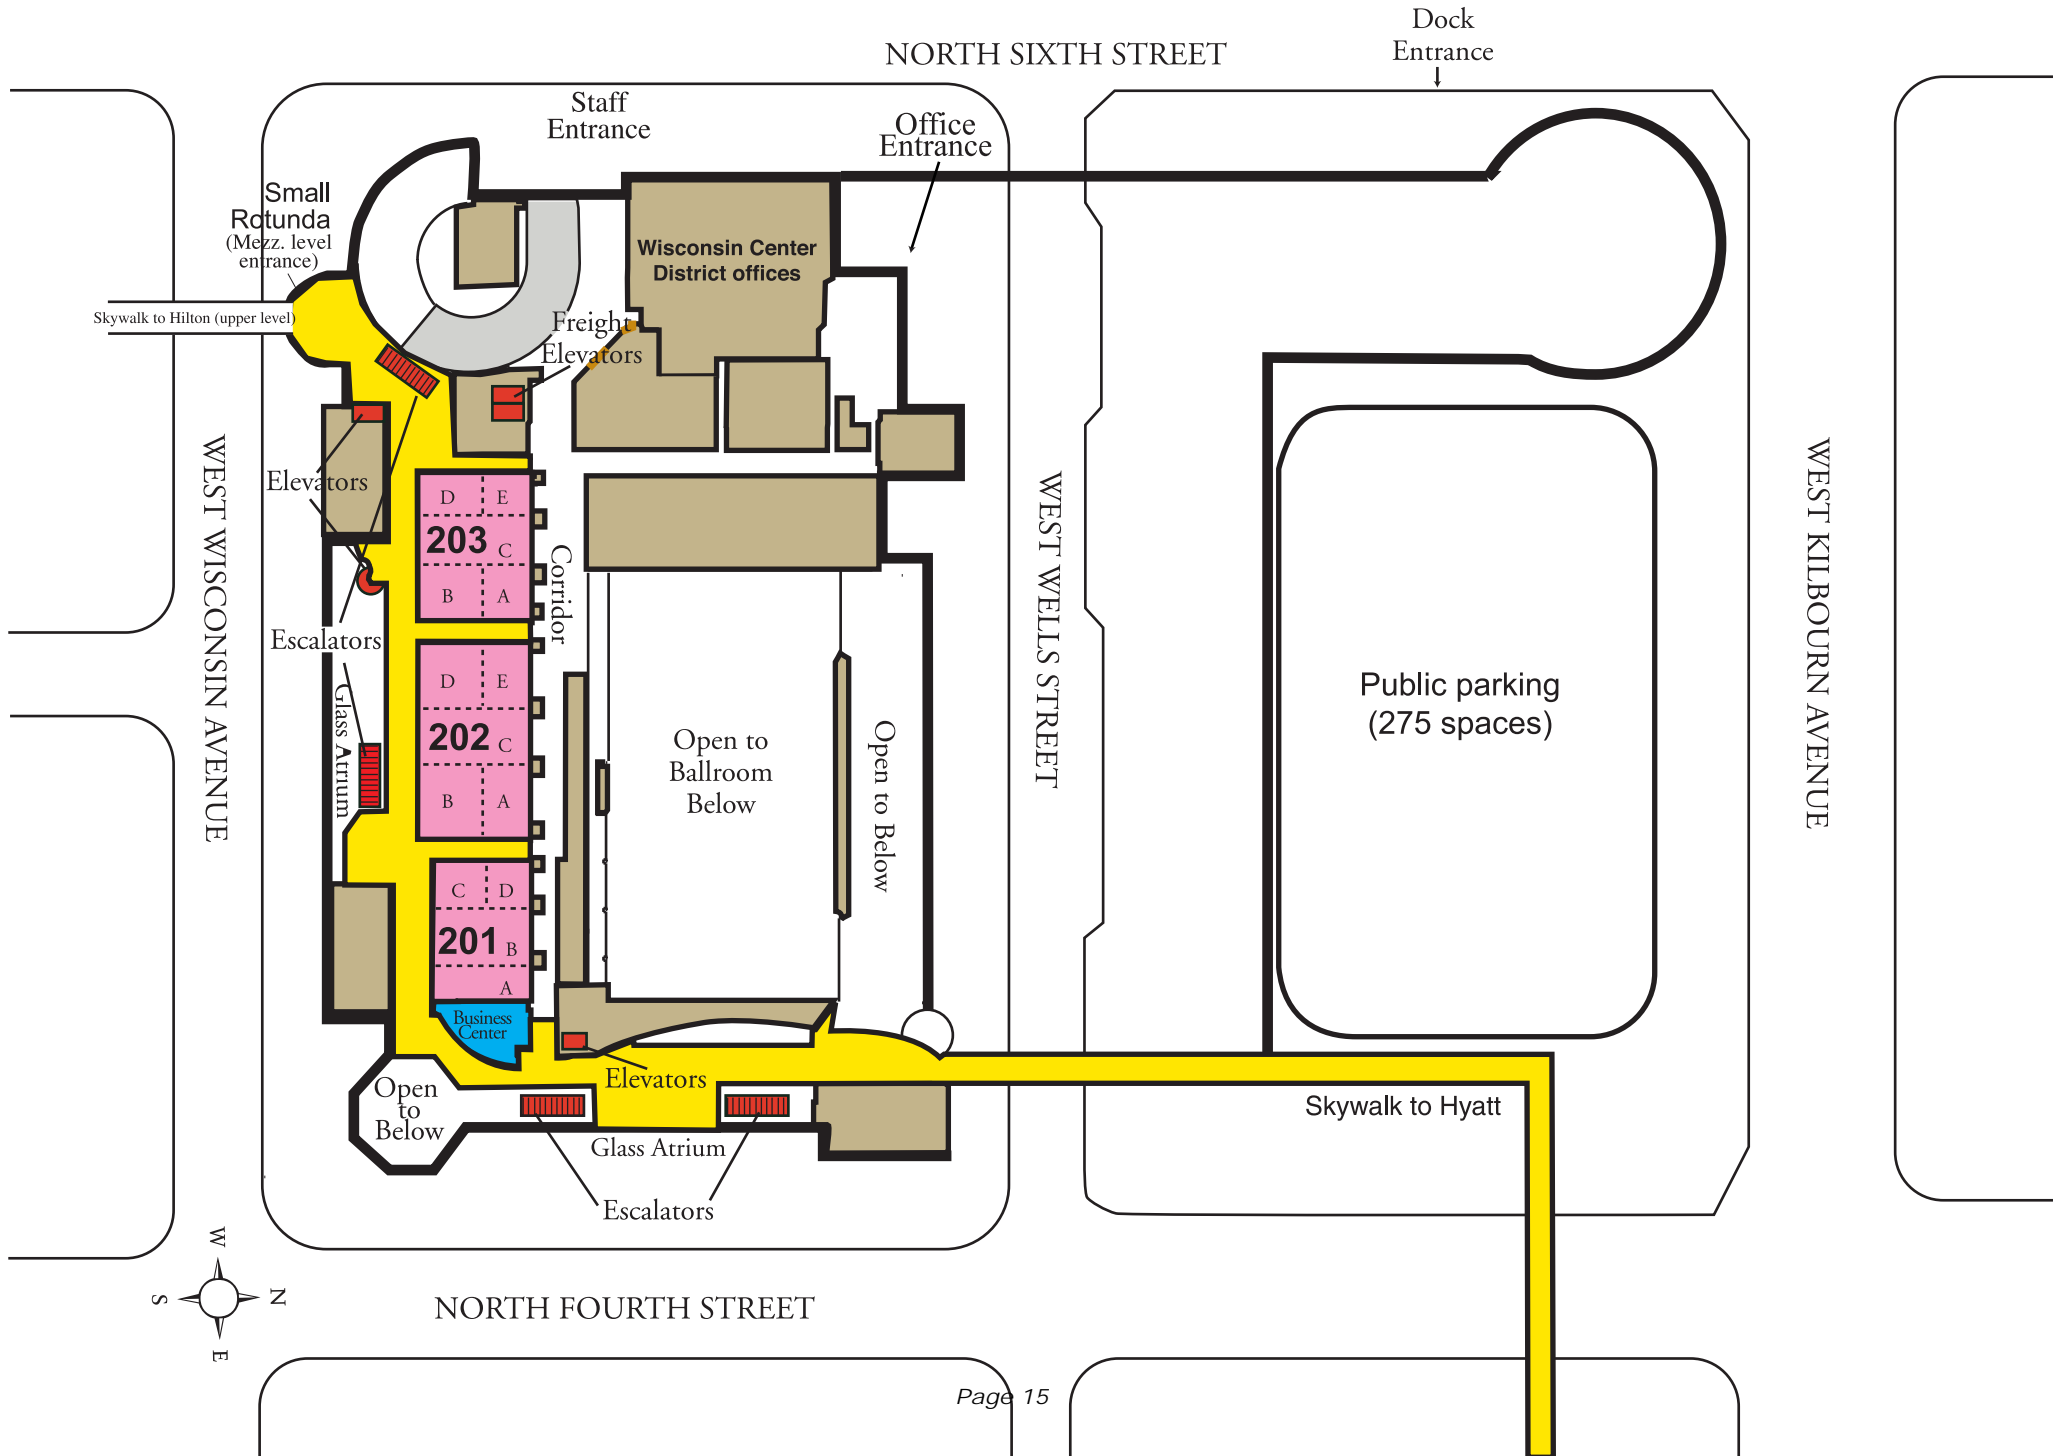 Dock
Entrance
NORTH SIXTH STREET
Staff
Entrance
Office
Entrance
Small
Rotunda
(Mezz. level
entrance)
Wisconsin Center
District offices
Skywalk to Hilton (upper level)
Freight
Elevators
Elevators
D
E
203
C
B
A
Corridor
WEST WISCONSIN AVENUE
WEST WELLS STREET
WEST KILBOURN AVENUE
Escalators
Glass Atrium
D
E
202
C
B
A
Open to
Ballroom
Below
Open to Below
Public parking
(275 spaces)
C
D
201
B
A
Business
Center
Open
to
Below
Elevators
Skywalk to Hyatt
Glass Atrium
Escalators
W
S
N
E
NORTH FOURTH STREET
Page 15